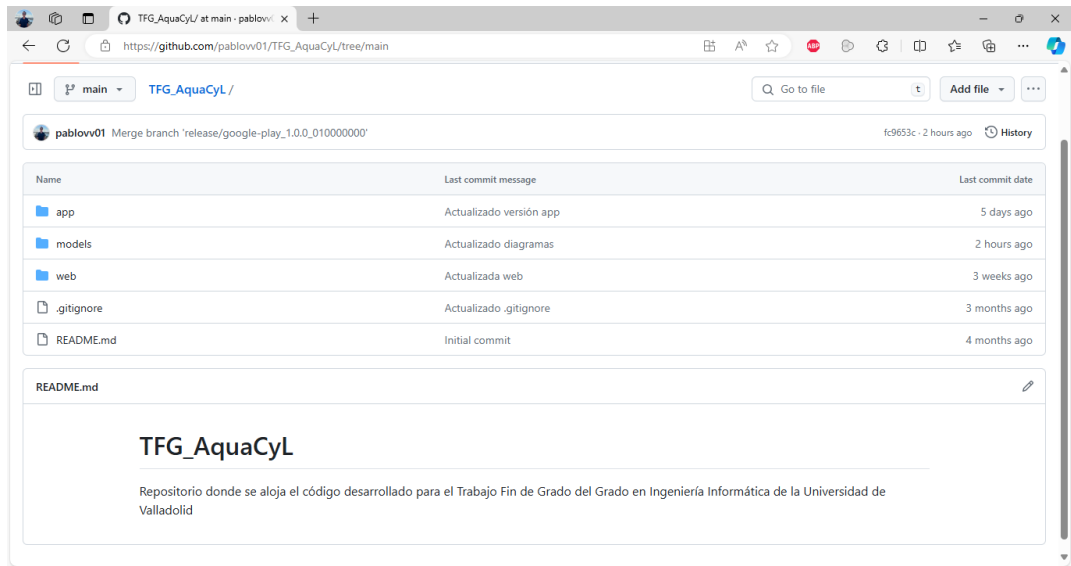 TFG_AquaCyL/ at main · pablovv0
https://github.com/pablovv01/TFG_AquaCyL/tree/main
ABP
main TFG_AquaCyL / Go to file t Add file
pablovv01 Merge branch 'release/google-play_1.0.0_010000000' fc9653c · 2 hours ago History
Name Last commit message Last commit date
app Actualizado versión app 5 days ago
models Actualizado diagramas 2 hours ago
web Actualizada web 3 weeks ago
.gitignore Actualizado .gitignore 3 months ago
README.md Initial commit 4 months ago
README.md
TFG_AquaCyL
Repositorio donde se aloja el código desarrollado para el Trabajo Fin de Grado del Grado en Ingeniería Informática de la Universidad de
Valladolid